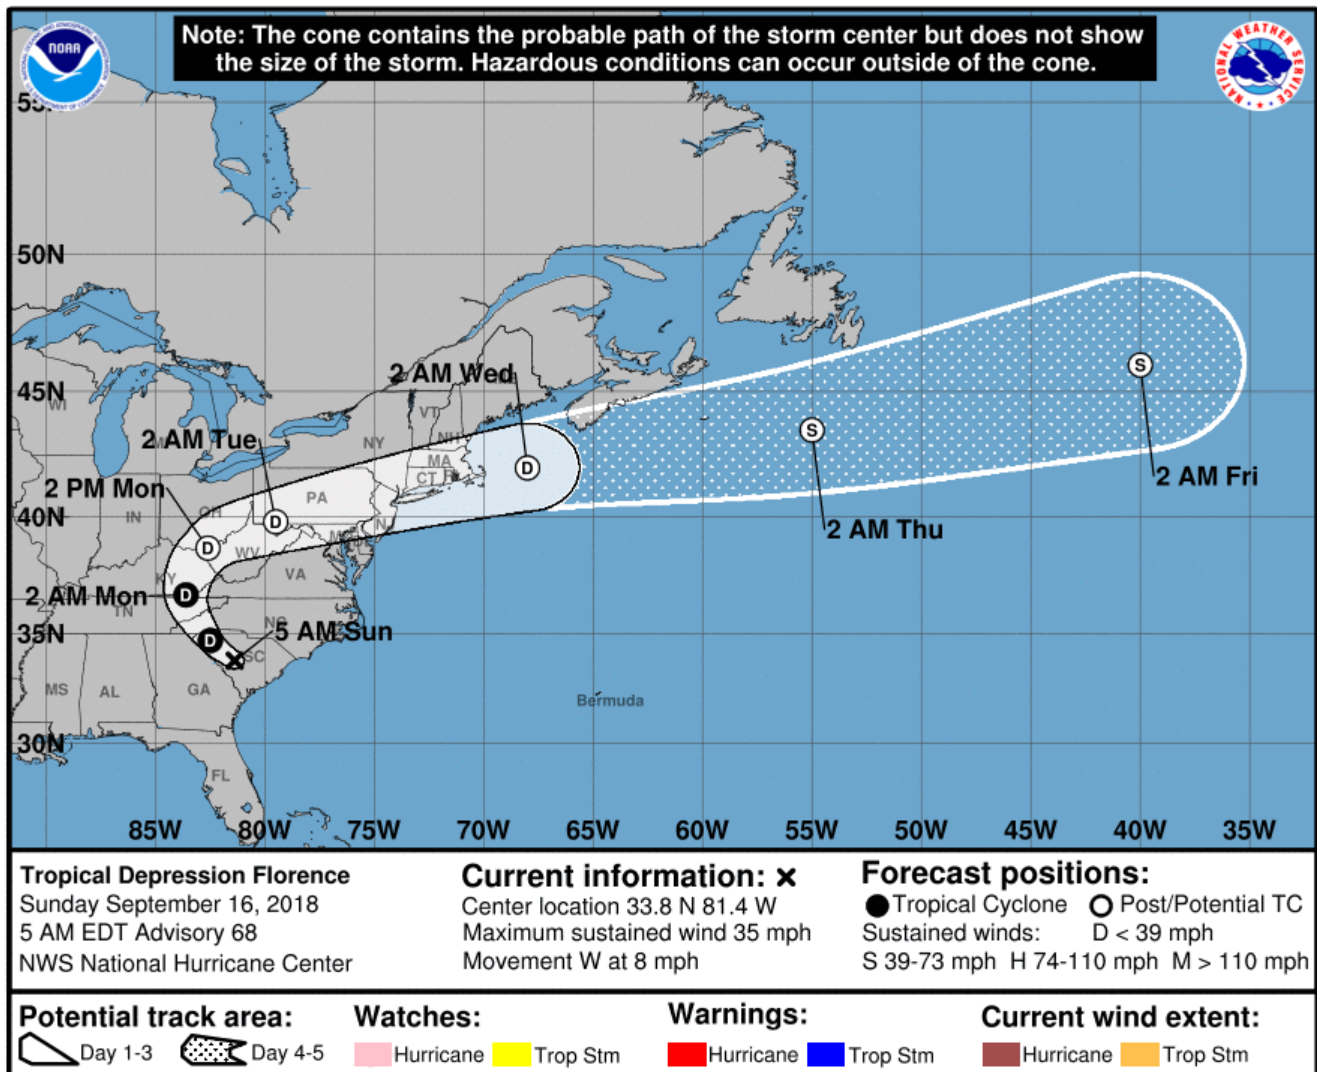 Note: The cone contains the probable path of the storm center but does not show
the size of the storm. Hazardous conditions can occur outside of the cone.
NOAA
NATIONAL WEATHER SERVICE
50N
45N
40N
35N
30N
2 AM Wed
2 AM Tue
2 PM Mon
2 AM Mon
5 AM Sun
2 AM Thu
2 AM Fri
D
D
D
D
D
S
S
WI
IN
OH
KY
TN
MS
AL
GA
FL
SC
NC
VA
WV
PA
NY
VT
NH
MA
CT
Bermuda
85W
80W
75W
70W
65W
60W
55W
50W
45W
40W
35W
Tropical Depression Florence
Sunday September 16, 2018
5 AM EDT Advisory 68
NWS National Hurricane Center
Current information: ×
Center location 33.8 N 81.4 W
Maximum sustained wind 35 mph
Movement W at 8 mph
Forecast positions:
Tropical Cyclone Post/Potential TC
Sustained winds: D < 39 mph
S 39-73 mph H 74-110 mph M > 110 mph
Potential track area:
Day 1-3 Day 4-5
Watches:
Hurricane Trop Stm
Warnings:
Hurricane Trop Stm
Current wind extent:
Hurricane Trop Stm